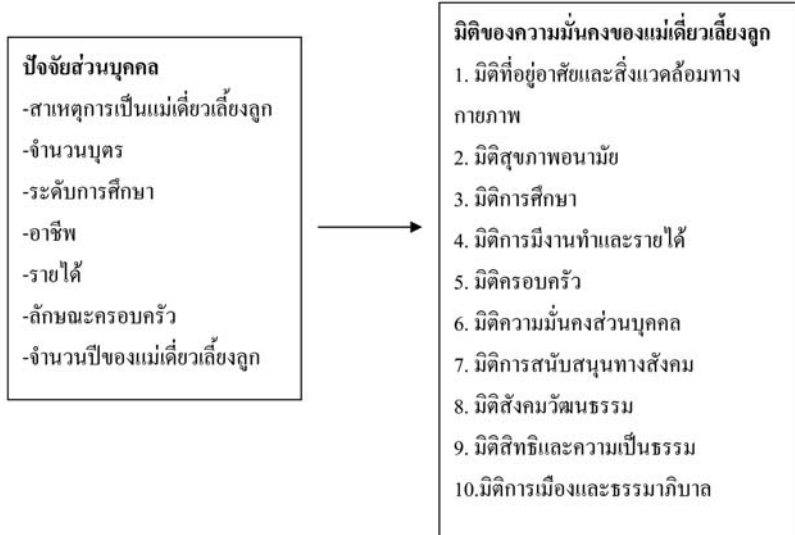 ปัจจัยส่วนบุคคล
-สาเหตุการเป็นแม่เดี่ยวเลี้ยงลูก
-จำนวนบุตร
-ระดับการศึกษา
-อาชีพ
-รายได้
-ลักษณะครอบครัว
-จำนวนปีของแม่เดี่ยวเลี้ยงลูก
มิติของความมั่นคงของแม่เดี่ยวเลี้ยงลูก
1. มิติที่อยู่อาศัยและสิ่งแวดล้อมทาง
กายภาพ
2. มิติสุขภาพอนามัย
3. มิติการศึกษา
4. มิติการมีงานทำและรายได้
5. มิติครอบครัว
6. มิติความมั่นคงส่วนบุคคล
7. มิติการสนับสนุนทางสังคม
8. มิติสังคมวัฒนธรรม
9. มิติสิทธิและความเป็นธรรม
10.มิติการเมืองและธรรมาภิบาล